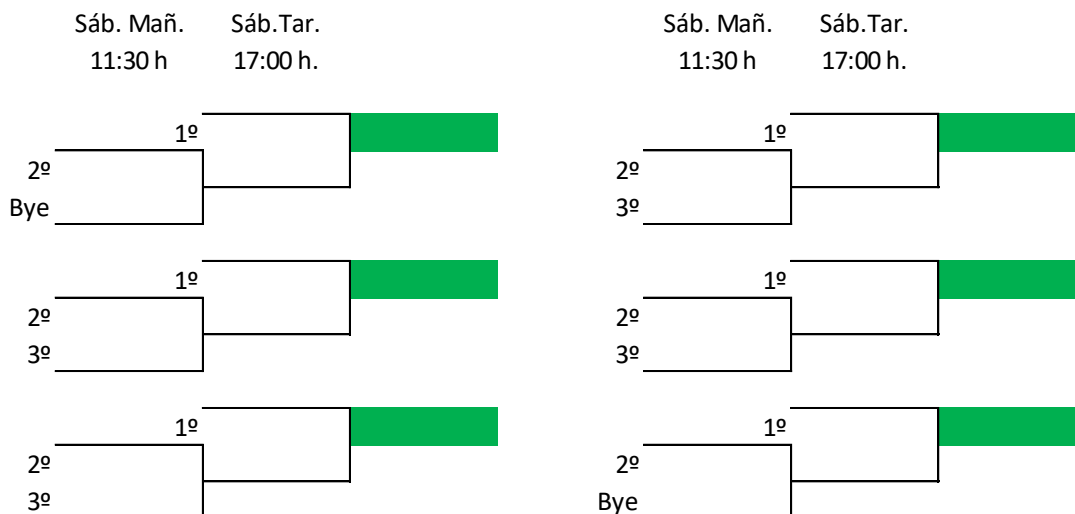 Sáb. Mañ. Sáb.Tar. Sáb. Mañ. Sáb.Tar.
11:30 h 17:00 h. 11:30 h 17:00 h.
1º 1º
2º 2º
Bye 3º
1º 1º
2º 2º
3º 3º
1º 1º
2º 2º
3º Bye